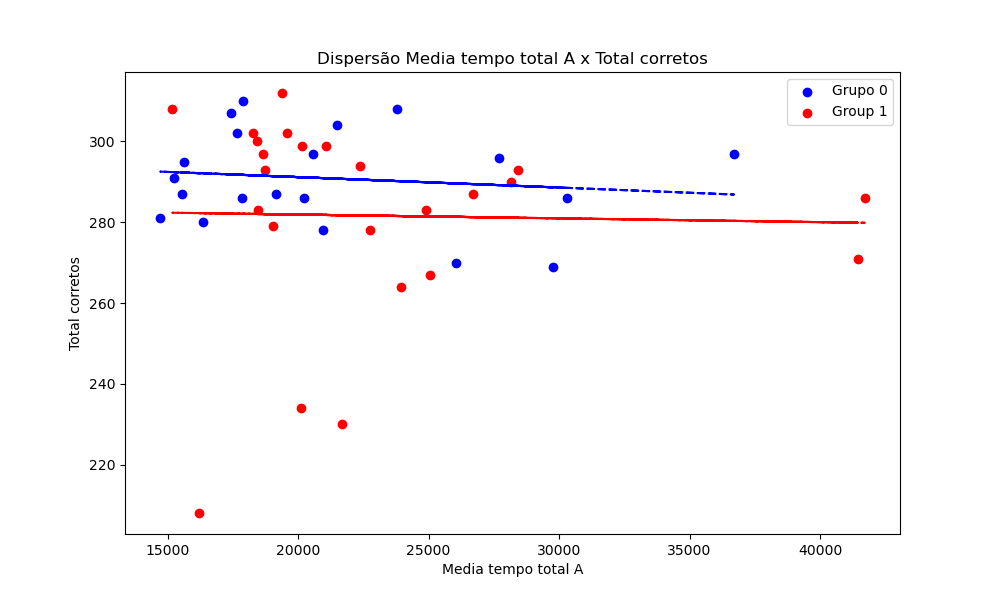 Dispersão Media tempo total A x Total corretos
Grupo 0
Group 1
Total corretos
300
280
260
240
220
15000 20000 25000 30000 35000 40000
Media tempo total A